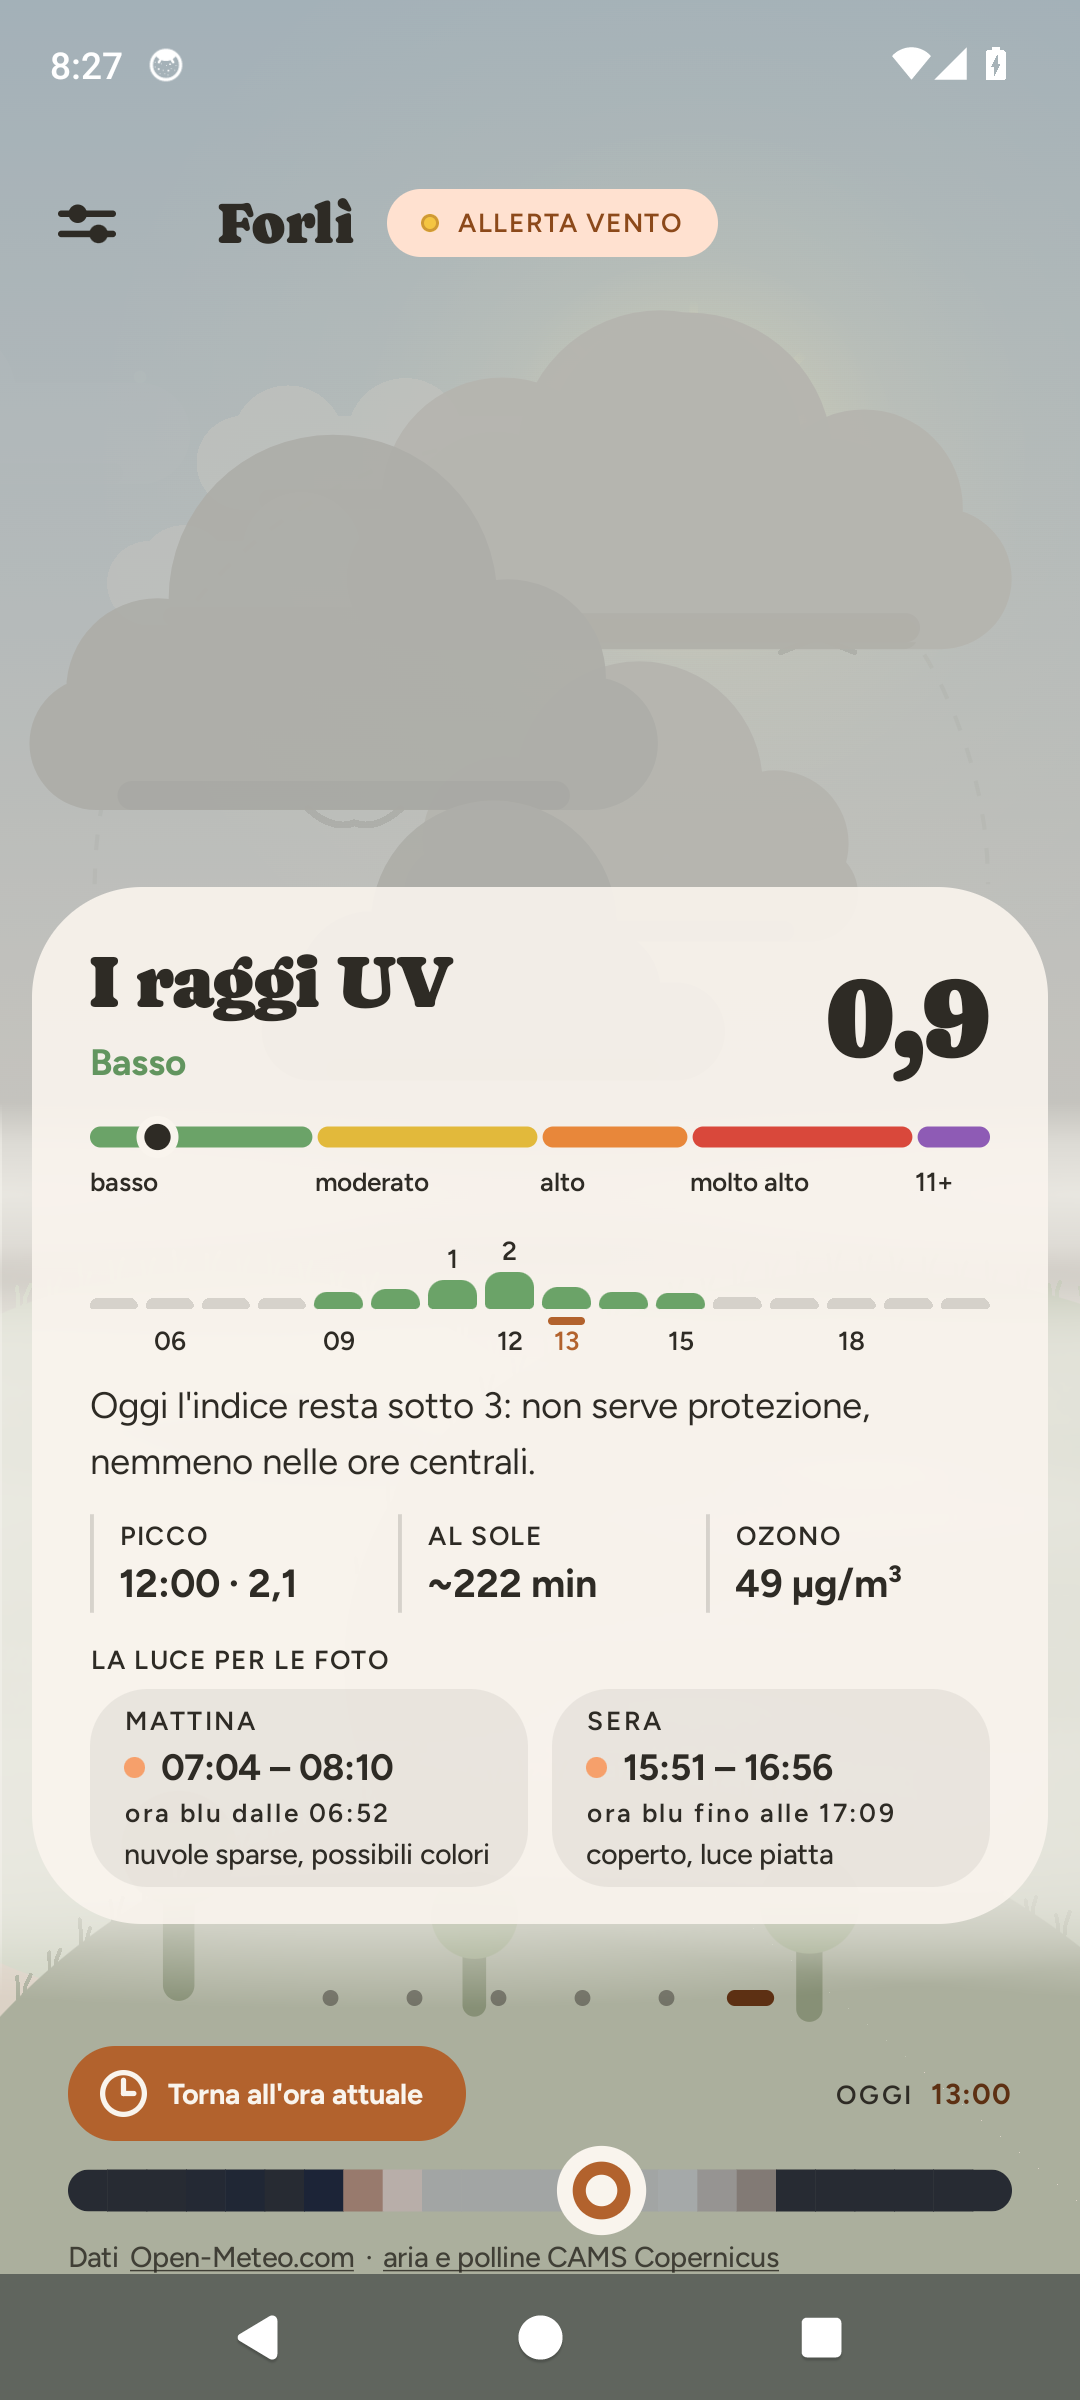 8:27
Forlì
ALLERTA VENTO
I raggi UV
0,9
Basso
basso moderato alto molto alto 11+
1 2
06 09 12 13 15 18
Oggi l'indice resta sotto 3: non serve protezione,
nemmeno nelle ore centrali.
PICCO AL SOLE OZONO
12:00 · 2,1 ~222 min 49 µg/m³
LA LUCE PER LE FOTO
MATTINA
07:04 – 08:10
ora blu dalle 06:52
nuvole sparse, possibili colori
SERA
15:51 – 16:56
ora blu fino alle 17:09
coperto, luce piatta
Torna all'ora attuale
OGGI 13:00
Dati Open-Meteo.com · aria e polline CAMS Copernicus